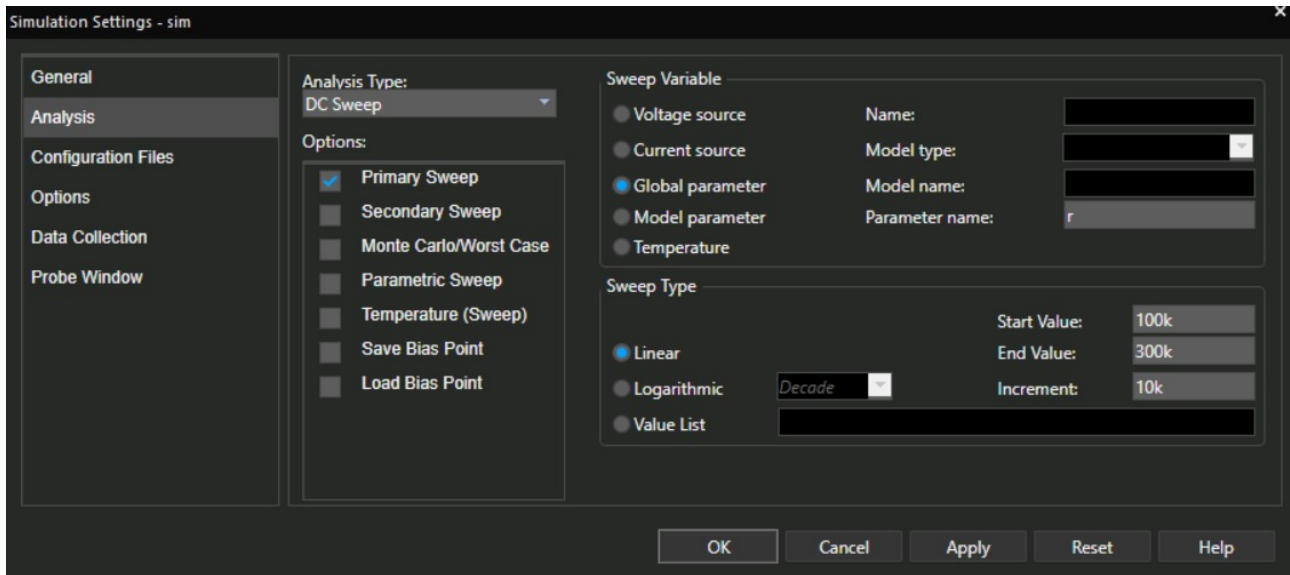 Simulation Settings - sim
×
General
Analysis
Configuration Files
Options
Data Collection
Probe Window
Analysis Type:
DC Sweep
Options:
Primary Sweep
Secondary Sweep
Monte Carlo/Worst Case
Parametric Sweep
Temperature (Sweep)
Save Bias Point
Load Bias Point
Sweep Variable
Voltage source Name:
Current source Model type:
Global parameter Model name:
Model parameter Parameter name: r
Temperature
Sweep Type
Start Value: 100k
Linear End Value: 300k
Logarithmic Decade Increment: 10k
Value List
OK Cancel Apply Reset Help